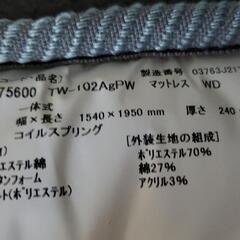 コード(品名) 製造番号 03763J21
75600 TW-102AgPW マットレス WD
一体式
幅 × 長さ 1540×1950 mm 厚さ 240
コイルスプリング
[外装生地の組成]
エステル綿 ポリエステル70%
タンフォーム 綿27%
ト(ポリエステル) アクリル3%